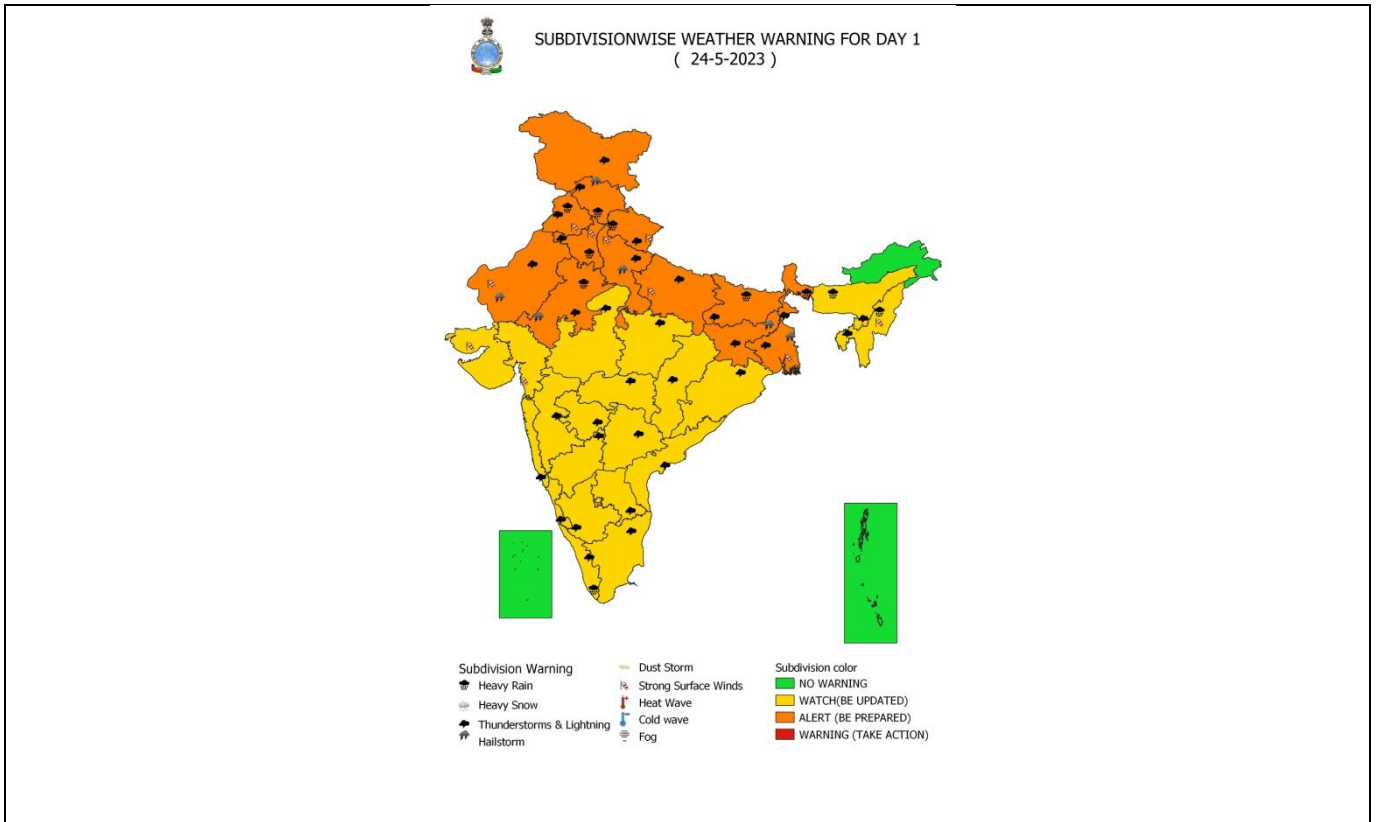 SUBDIVISIONWISE WEATHER WARNING FOR DAY 1
( 24-5-2023 )
Subdivision Warning
Heavy Rain
Heavy Snow
Thunderstorms & Lightning
Hailstorm
Dust Storm
Strong Surface Winds
Heat Wave
Cold wave
Fog
Subdivision color
NO WARNING
WATCH(BE UPDATED)
ALERT (BE PREPARED)
WARNING (TAKE ACTION)